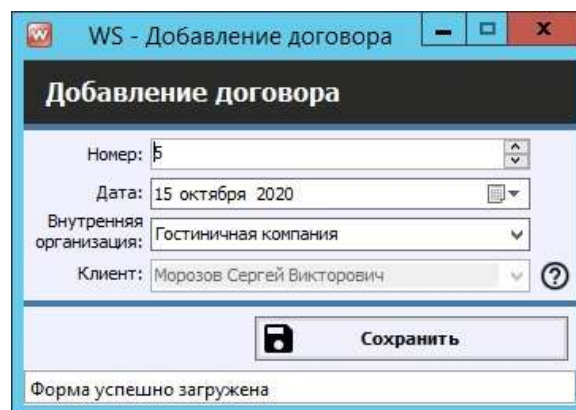 WS - Добавление договора
Добавление договора
Номер: 5
Дата: 15 октября 2020
Внутренняя
организация: Гостиничная компания
Клиент: Морозов Сергей Викторович
Сохранить
Форма успешно загружена